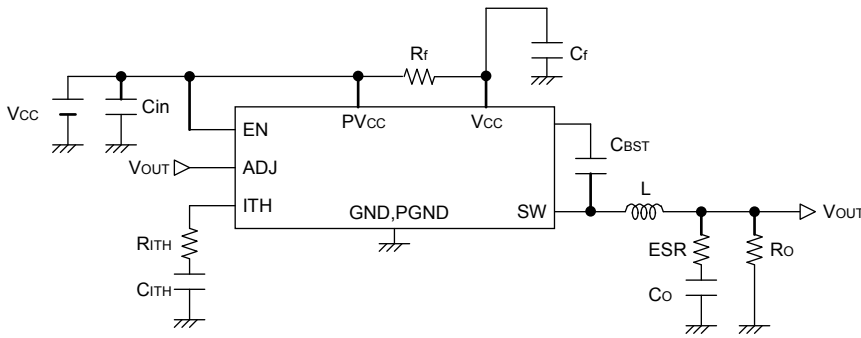 Rf
Cf
VCC
Cin
EN
PVCC
VCC
CBST
VOUT
ADJ
L
ITH
GND,PGND
SW
VOUT
RITH
ESR
RO
CITH
CO